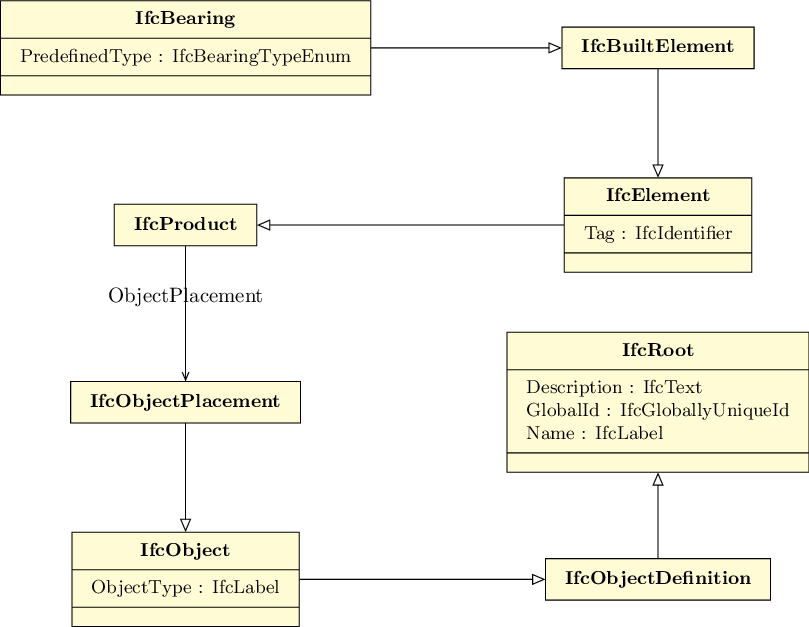 IfcBearing
PredefinedType : IfcBearingTypeEnum
IfcBuiltElement
IfcElement
Tag : IfcIdentifier
IfcProduct
ObjectPlacement
IfcObjectPlacement
IfcRoot
Description : IfcText
GlobalId : IfcGloballyUniqueId
Name : IfcLabel
IfcObject
ObjectType : IfcLabel
IfcObjectDefinition